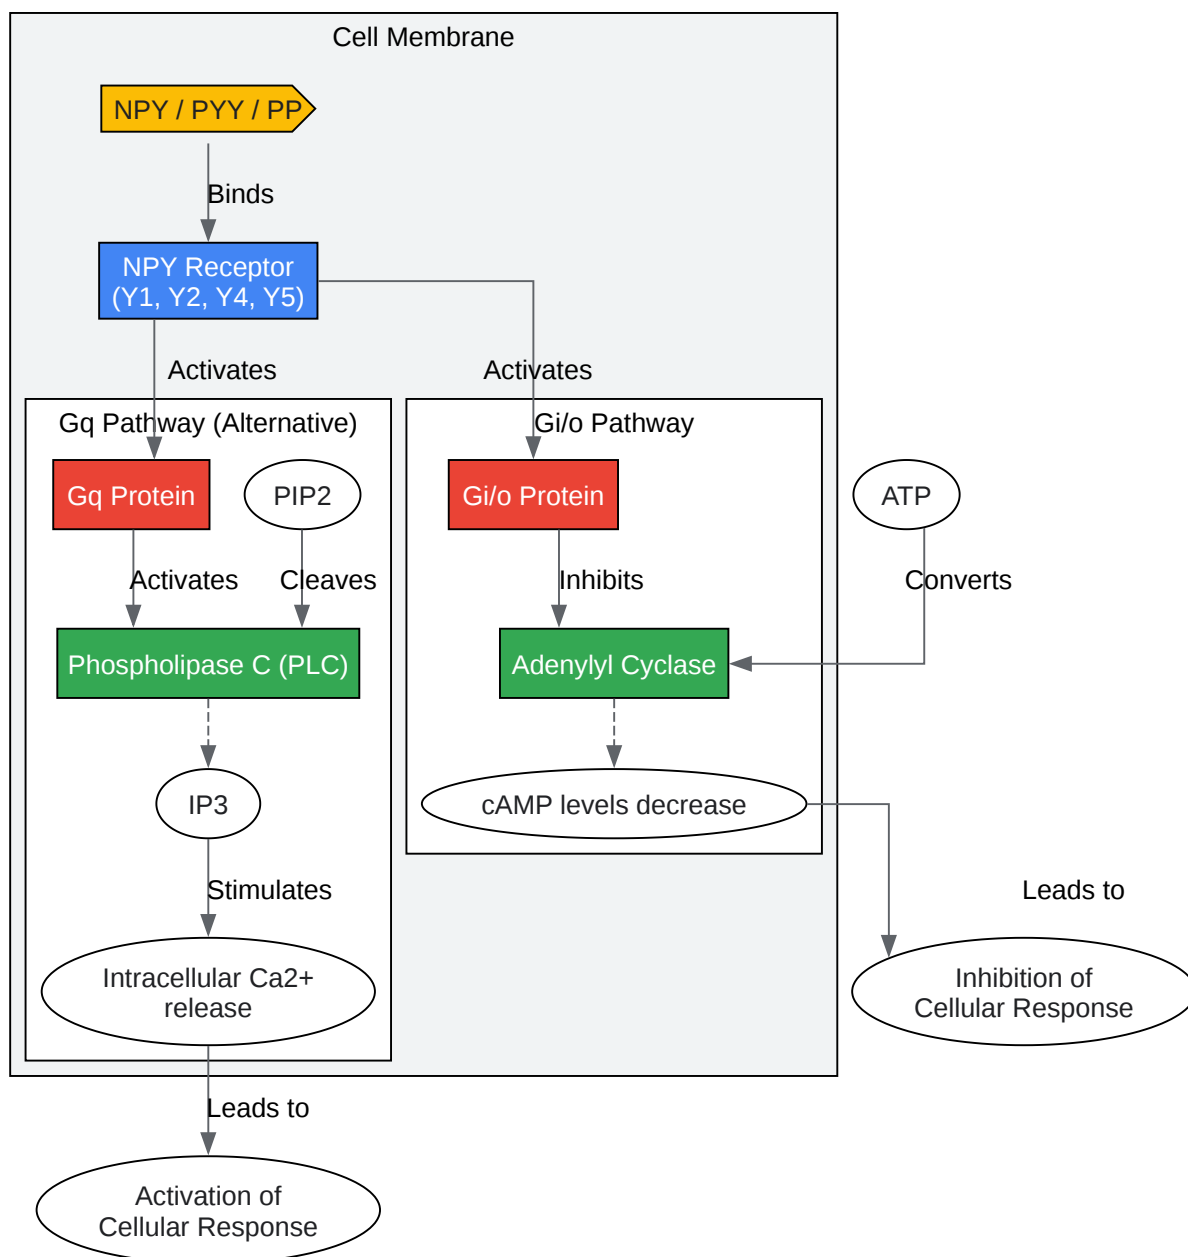 Cell Membrane
NPY / PYY / PP
Binds
NPY Receptor
(Y1, Y2, Y4, Y5)
Activates
Activates
Gq Pathway (Alternative)
Gi/o Pathway
Gq Protein
PIP2
Gi/o Protein
ATP
Activates
Cleaves
Inhibits
Converts
Phospholipase C (PLC)
Adenylyl Cyclase
IP3
cAMP levels decrease
Stimulates
Leads to
Intracellular Ca2+
release
Inhibition of
Cellular Response
Leads to
Activation of
Cellular Response